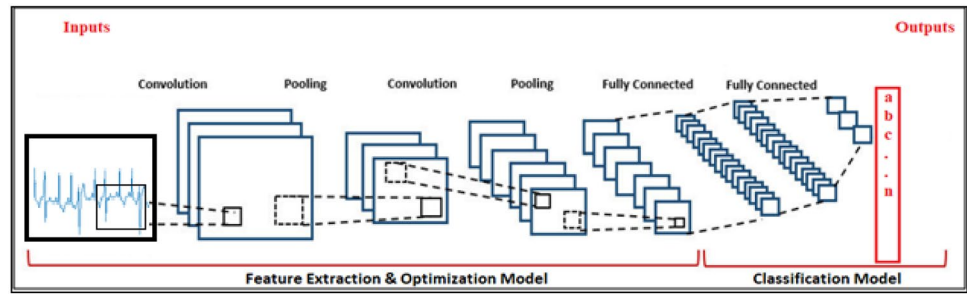 Inputs
Outputs
Convolution
Pooling
Convolution
Pooling
Fully Connected
Fully Connected
a
b
c
.
.
n
Feature Extraction & Optimization Model
Classification Model